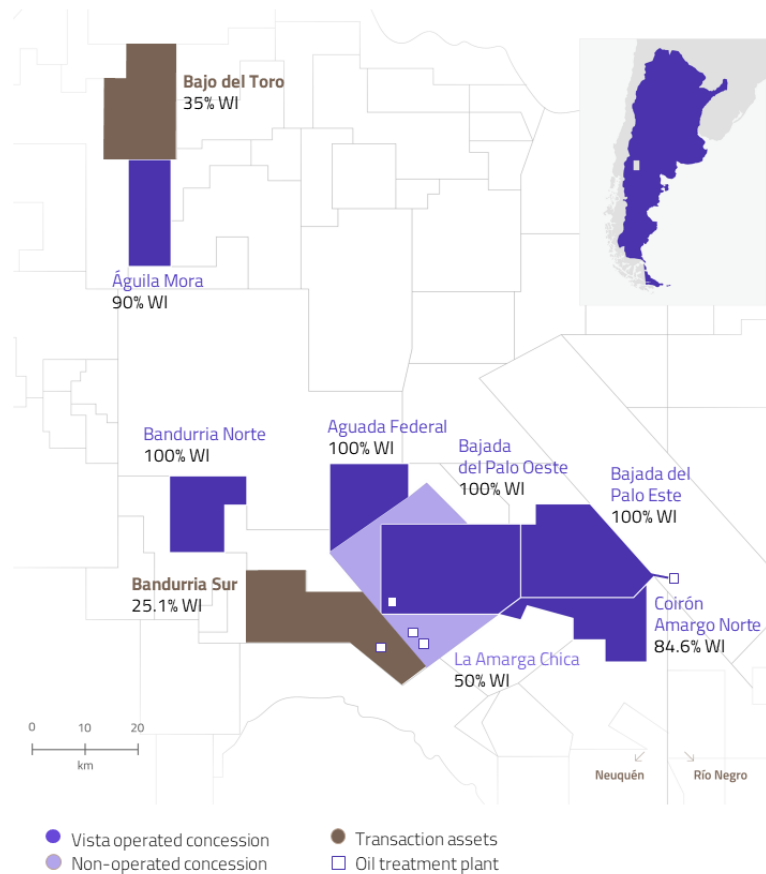 Bajo del Toro
35% WI
Águila Mora
90% WI
Bandurria Norte
100% WI
Aguada Federal
100% WI
Bajada
del Palo Oeste
100% WI
Bajada del
Palo Este
100% WI
Bandurria Sur
25.1% WI
Coirón
Amargo Norte
84.6% WI
La Amarga Chica
50% WI
0 10 20
km
Neuquén
Río Negro
Vista operated concession
Non-operated concession
Transaction assets
Oil treatment plant